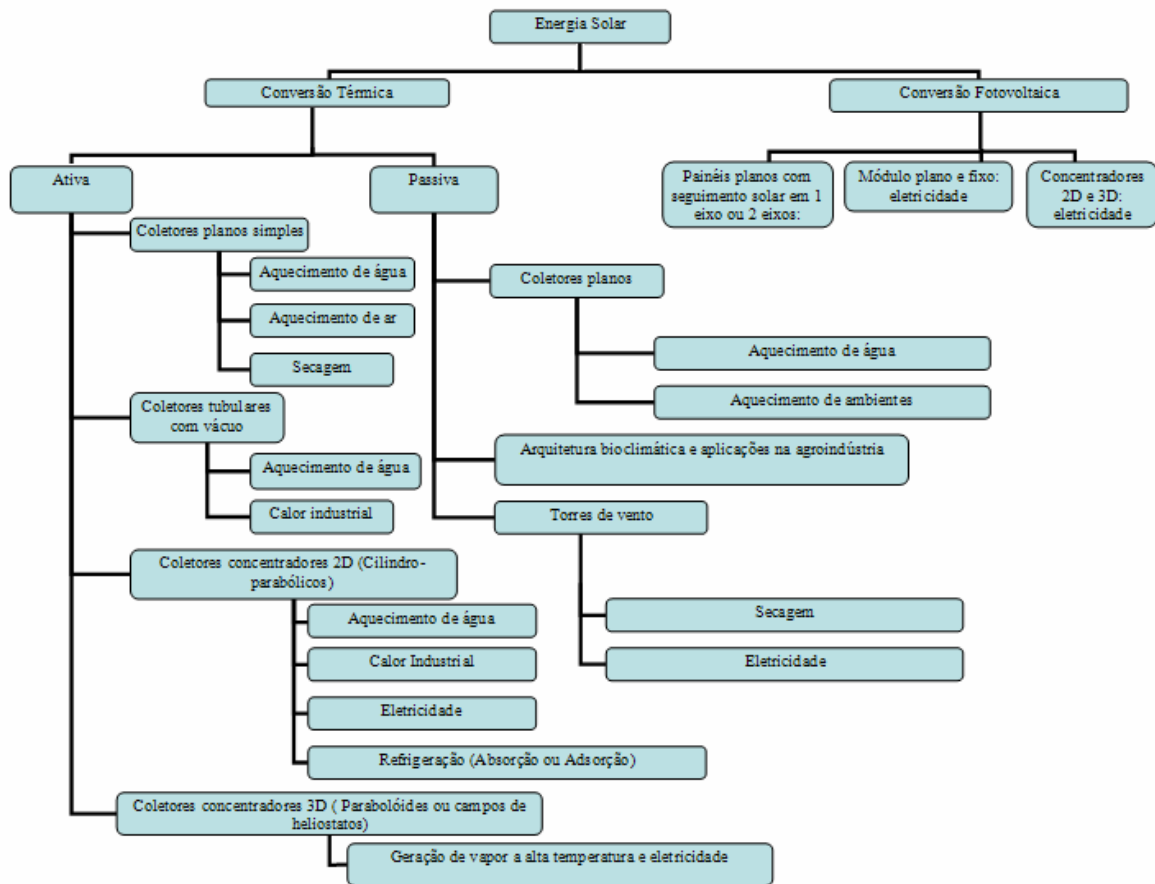 Energia Solar
Conversão Térmica
Conversão Fotovoltaica
Ativa
Passiva
Painéis planos com
seguimento solar em 1
eixo ou 2 eixos:
Módulo plano e fixo:
eletricidade
Concentradores
2D e 3D:
eletricidade
Coletores planos simples
Aquecimento de água
Aquecimento de ar
Secagem
Coletores tubulares
com vácuo
Aquecimento de água
Calor industrial
Coletores concentradores 2D (Cilindro-
parabólicos)
Aquecimento de água
Calor Industrial
Eletricidade
Refrigeração (Absorção ou Adsorção)
Coletores concentradores 3D ( Parabolóides ou campos de
heliostatos)
Geração de vapor a alta temperatura e eletricidade
Coletores planos
Aquecimento de água
Aquecimento de ambientes
Arquitetura bioclimática e aplicações na agroindústria
Torres de vento
Secagem
Eletricidade